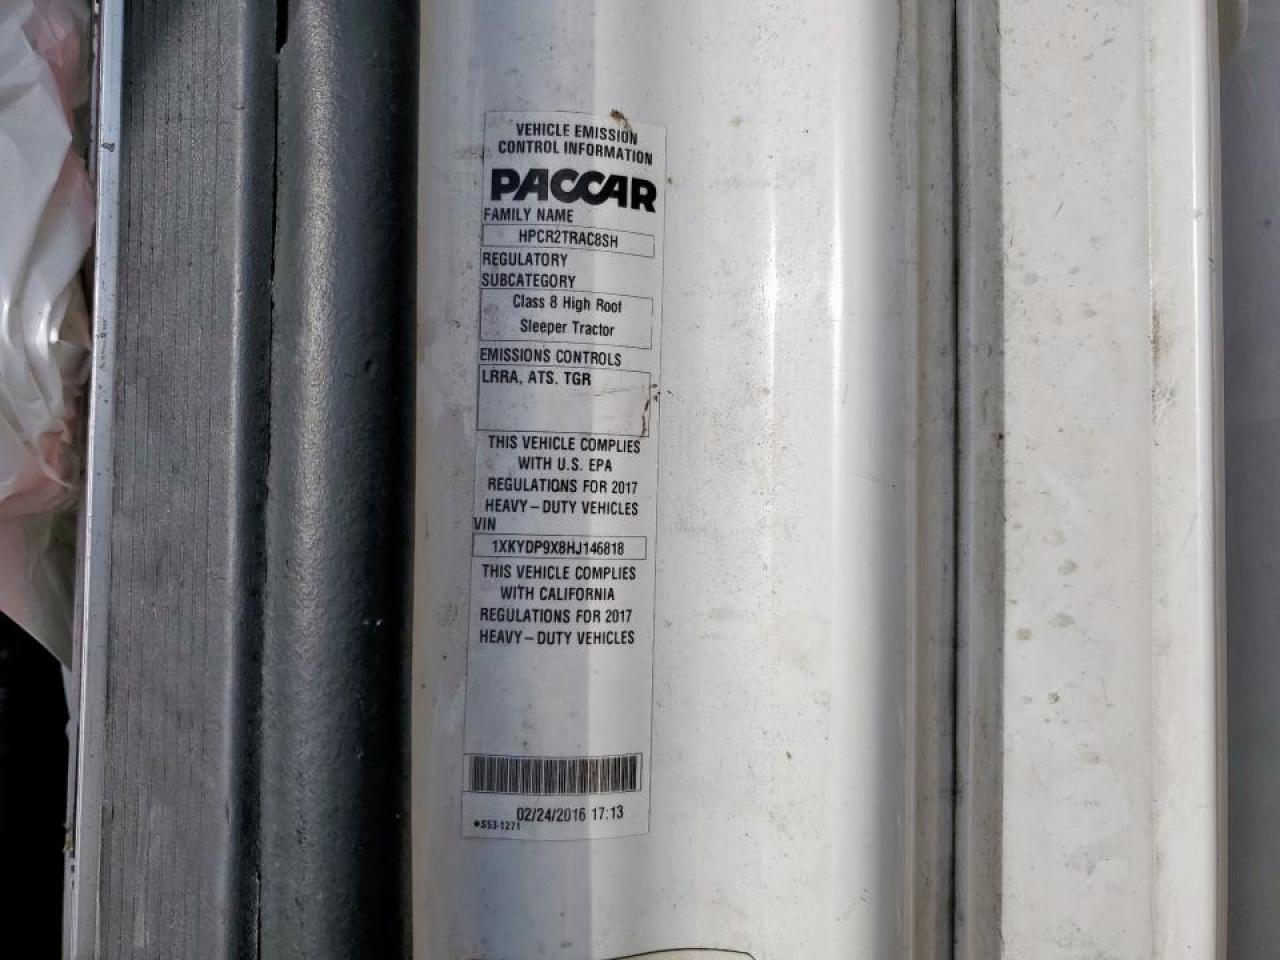 VEHICLE EMISSION
CONTROL INFORMATION
PACCAR
FAMILY NAME
HPCR2TRAC8SH
REGULATORY
SUBCATEGORY
Class 8 High Roof
Sleeper Tractor
EMISSIONS CONTROLS
LRRA, ATS. TGR
THIS VEHICLE COMPLIES
WITH U.S. EPA
REGULATIONS FOR 2017
HEAVY-DUTY VEHICLES
VIN
1XKYDP9X8HJ146818
THIS VEHICLE COMPLIES
WITH CALIFORNIA
REGULATIONS FOR 2017
HEAVY-DUTY VEHICLES
02/24/2016 17:13
*S53-1271